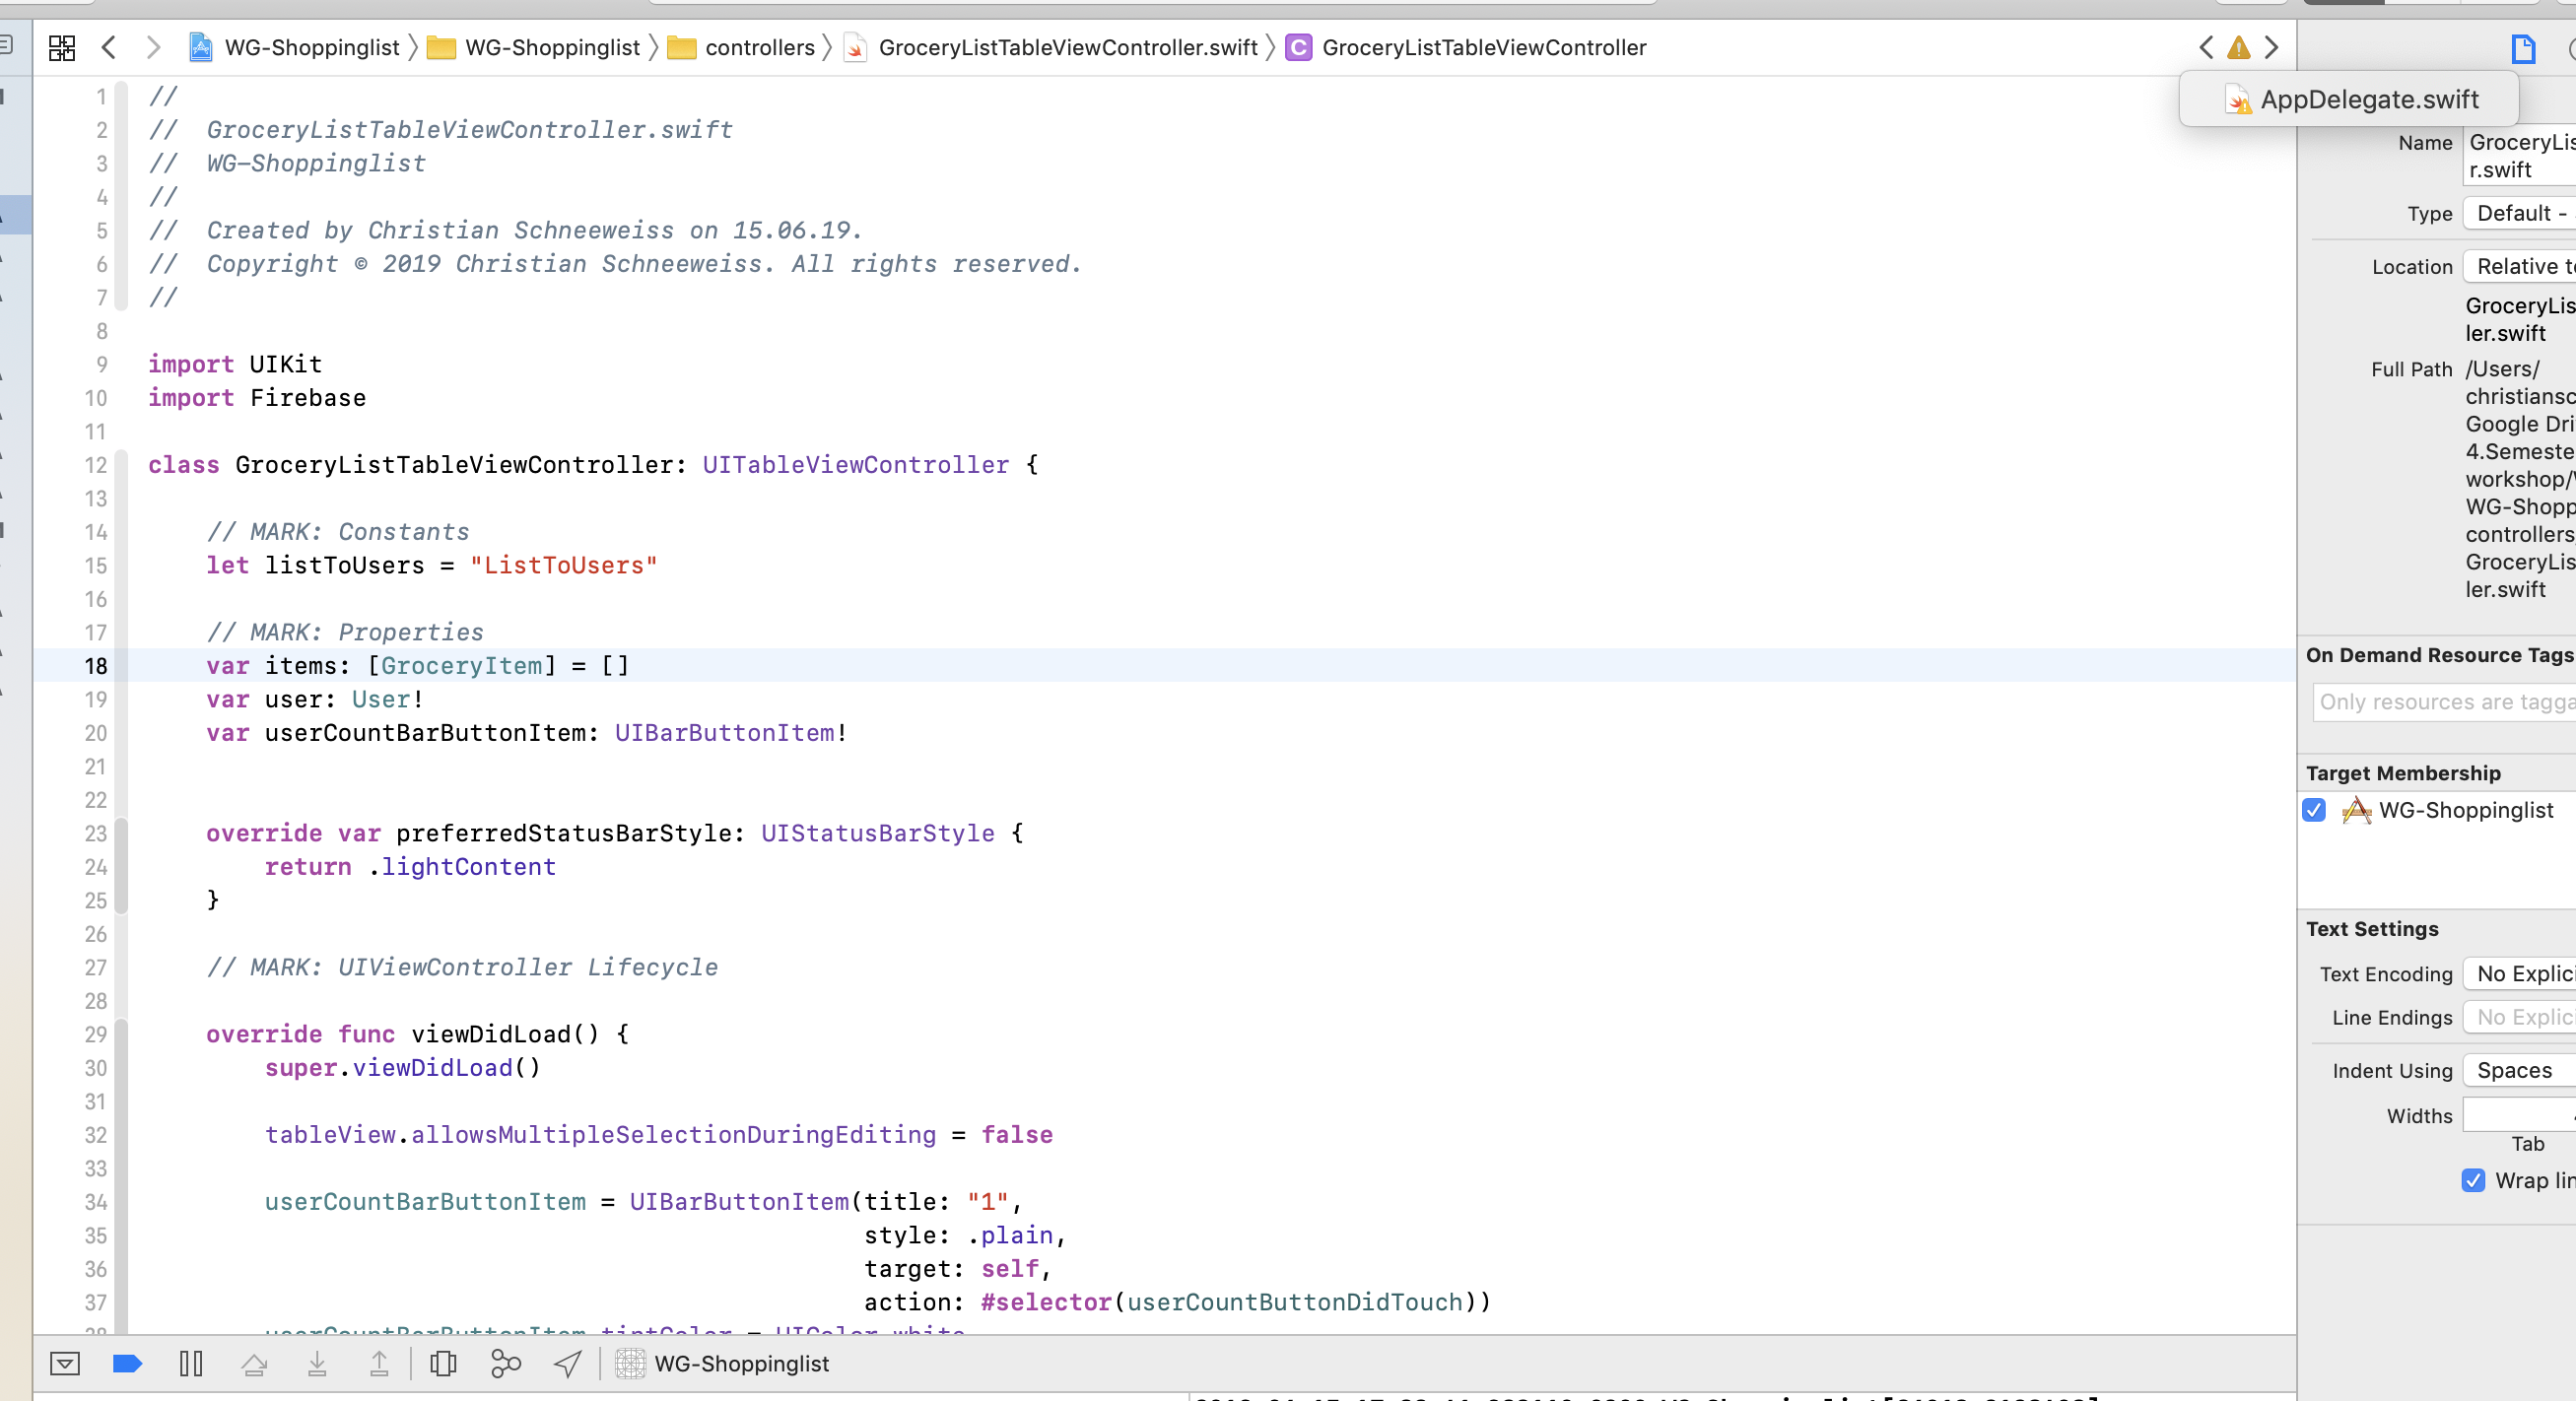 WG-Shoppinglist WG-Shoppinglist controllers GroceryListTableViewController.swift C GroceryListTableViewController
AppDelegate.swift
1 //
2 //  GroceryListTableViewController.swift
3 //  WG-Shoppinglist
4 //
5 //  Created by Christian Schneeweiss on 15.06.19.
6 //  Copyright © 2019 Christian Schneeweiss. All rights reserved.
7 //
8
9 import UIKit
10 import Firebase
11
12 class GroceryListTableViewController: UITableViewController {
13
14     // MARK: Constants
15     let listToUsers = "ListToUsers"
16
17     // MARK: Properties
18     var items: [GroceryItem] = []
19     var user: User!
20     var userCountBarButtonItem: UIBarButtonItem!
21
22
23     override var preferredStatusBarStyle: UIStatusBarStyle {
24         return .lightContent
25     }
26
27     // MARK: UIViewController Lifecycle
28
29     override func viewDidLoad() {
30         super.viewDidLoad()
31
32         tableView.allowsMultipleSelectionDuringEditing = false
33
34         userCountBarButtonItem = UIBarButtonItem(title: "1",
35                                                  style: .plain,
36                                                  target: self,
37                                                  action: #selector(userCountButtonDidTouch))
38         userCountBarButtonItem.tintColor = UIColor.white
WG-Shoppinglist
Name GroceryLis
r.swift
Type Default -
Location Relative to
GroceryLis
ler.swift
Full Path /Users/
christiansc
Google Dri
4.Semeste
workshop/
WG-Shopp
controllers
GroceryLis
ler.swift
On Demand Resource Tags
Only resources are tagga
Target Membership
WG-Shoppinglist
Text Settings
Text Encoding No Explic
Line Endings No Explic
Indent Using Spaces
Widths
Tab
Wrap lin